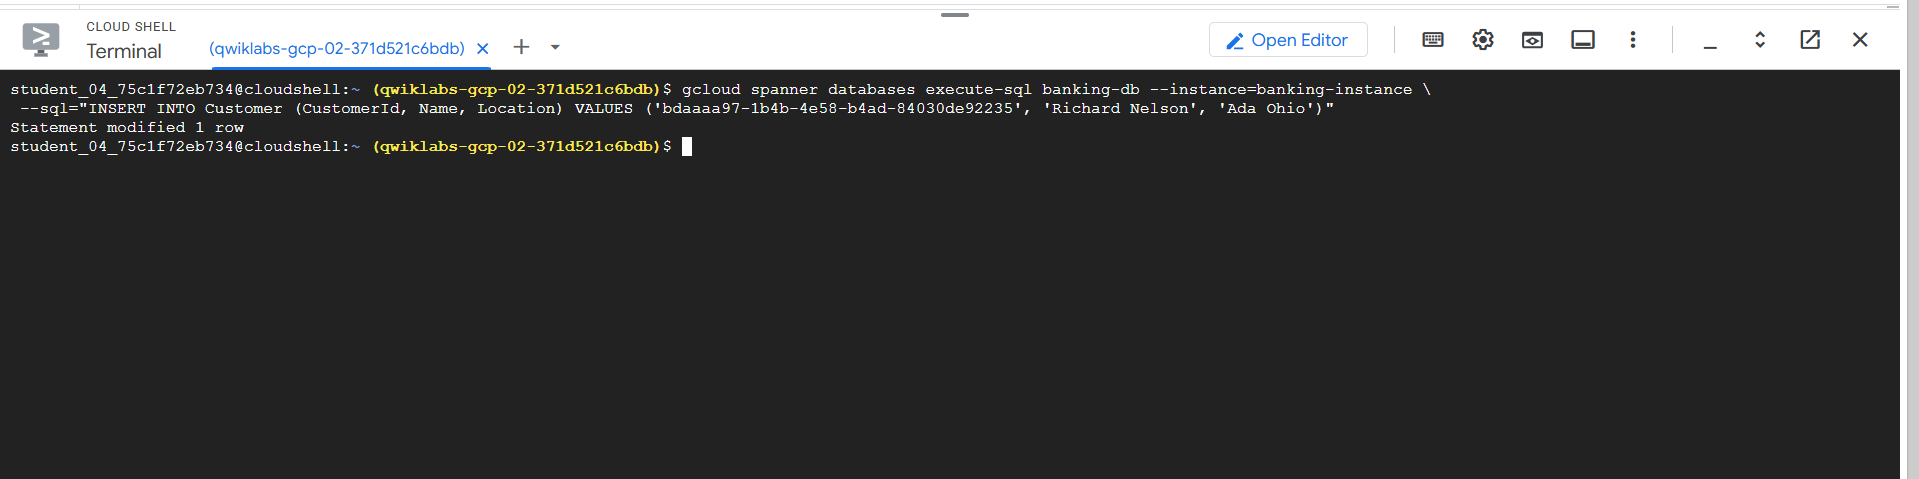 CLOUD SHELL
Terminal
(qwiklabs-gcp-02-371d521c6bdb)
Open Editor
student_04_75c1f72eb734@cloudshell:~ (qwiklabs-gcp-02-371d521c6bdb)$ gcloud spanner databases execute-sql banking-db --instance=banking-instance \
--sql="INSERT INTO Customer (CustomerId, Name, Location) VALUES ('bdaaaa97-1b4b-4e58-b4ad-84030de92235', 'Richard Nelson', 'Ada Ohio')"
Statement modified 1 row
student_04_75c1f72eb734@cloudshell:~ (qwiklabs-gcp-02-371d521c6bdb)$